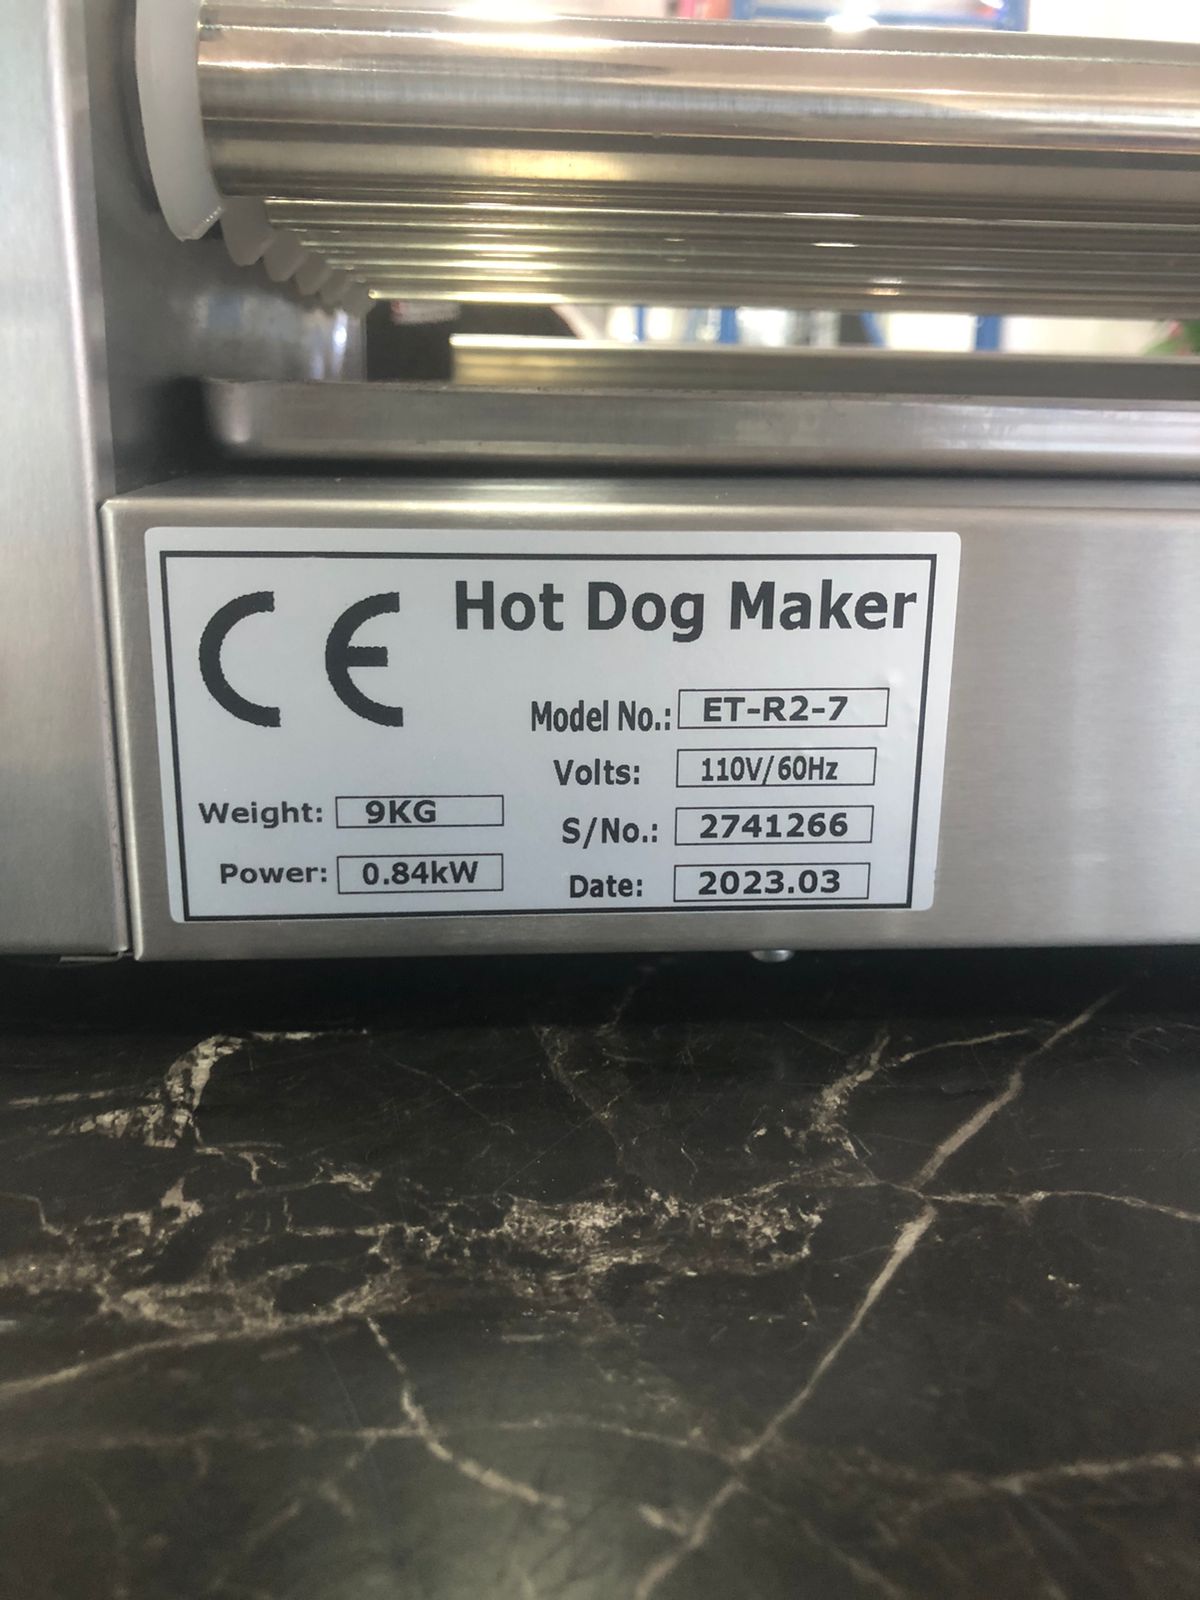 CE
Hot Dog Maker
Model No.: ET-R2-7
Volts: 110V/60Hz
Weight: 9KG
S/No.: 2741266
Power: 0.84kW
Date: 2023.03